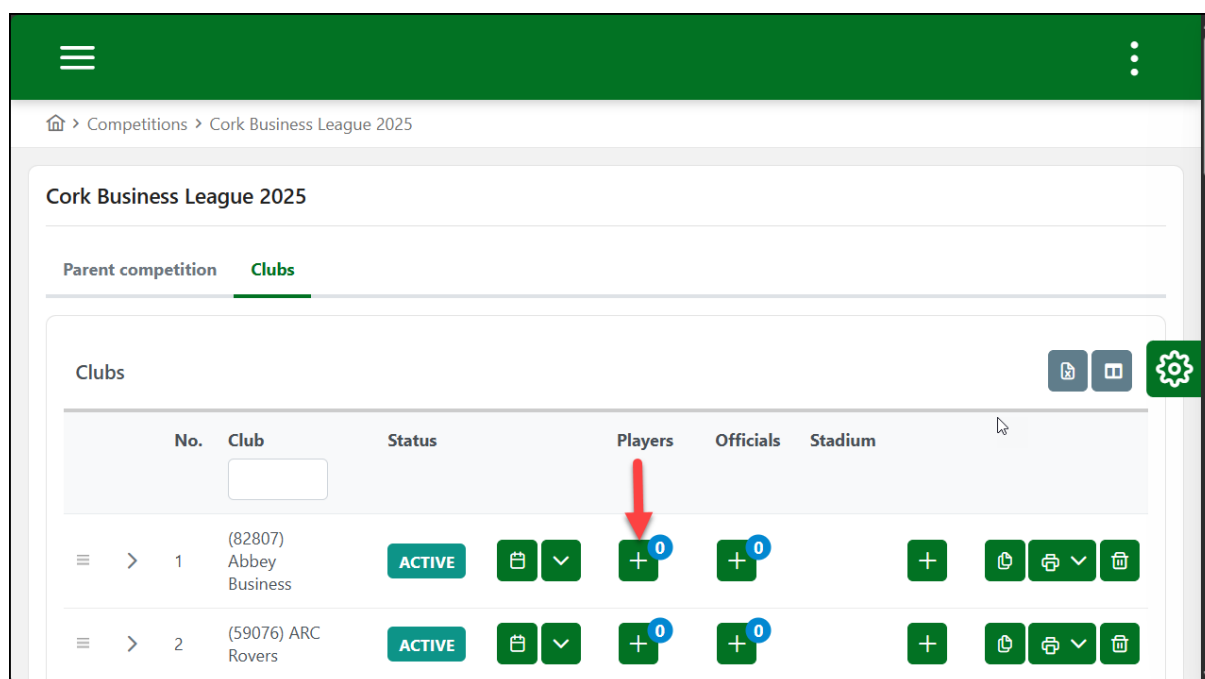 Competitions > Cork Business League 2025
Cork Business League 2025
Parent competition Clubs
Clubs
No. Club Status Players Officials Stadium
1 (82807) Abbey Business ACTIVE 0 0
2 (59076) ARC Rovers ACTIVE 0 0